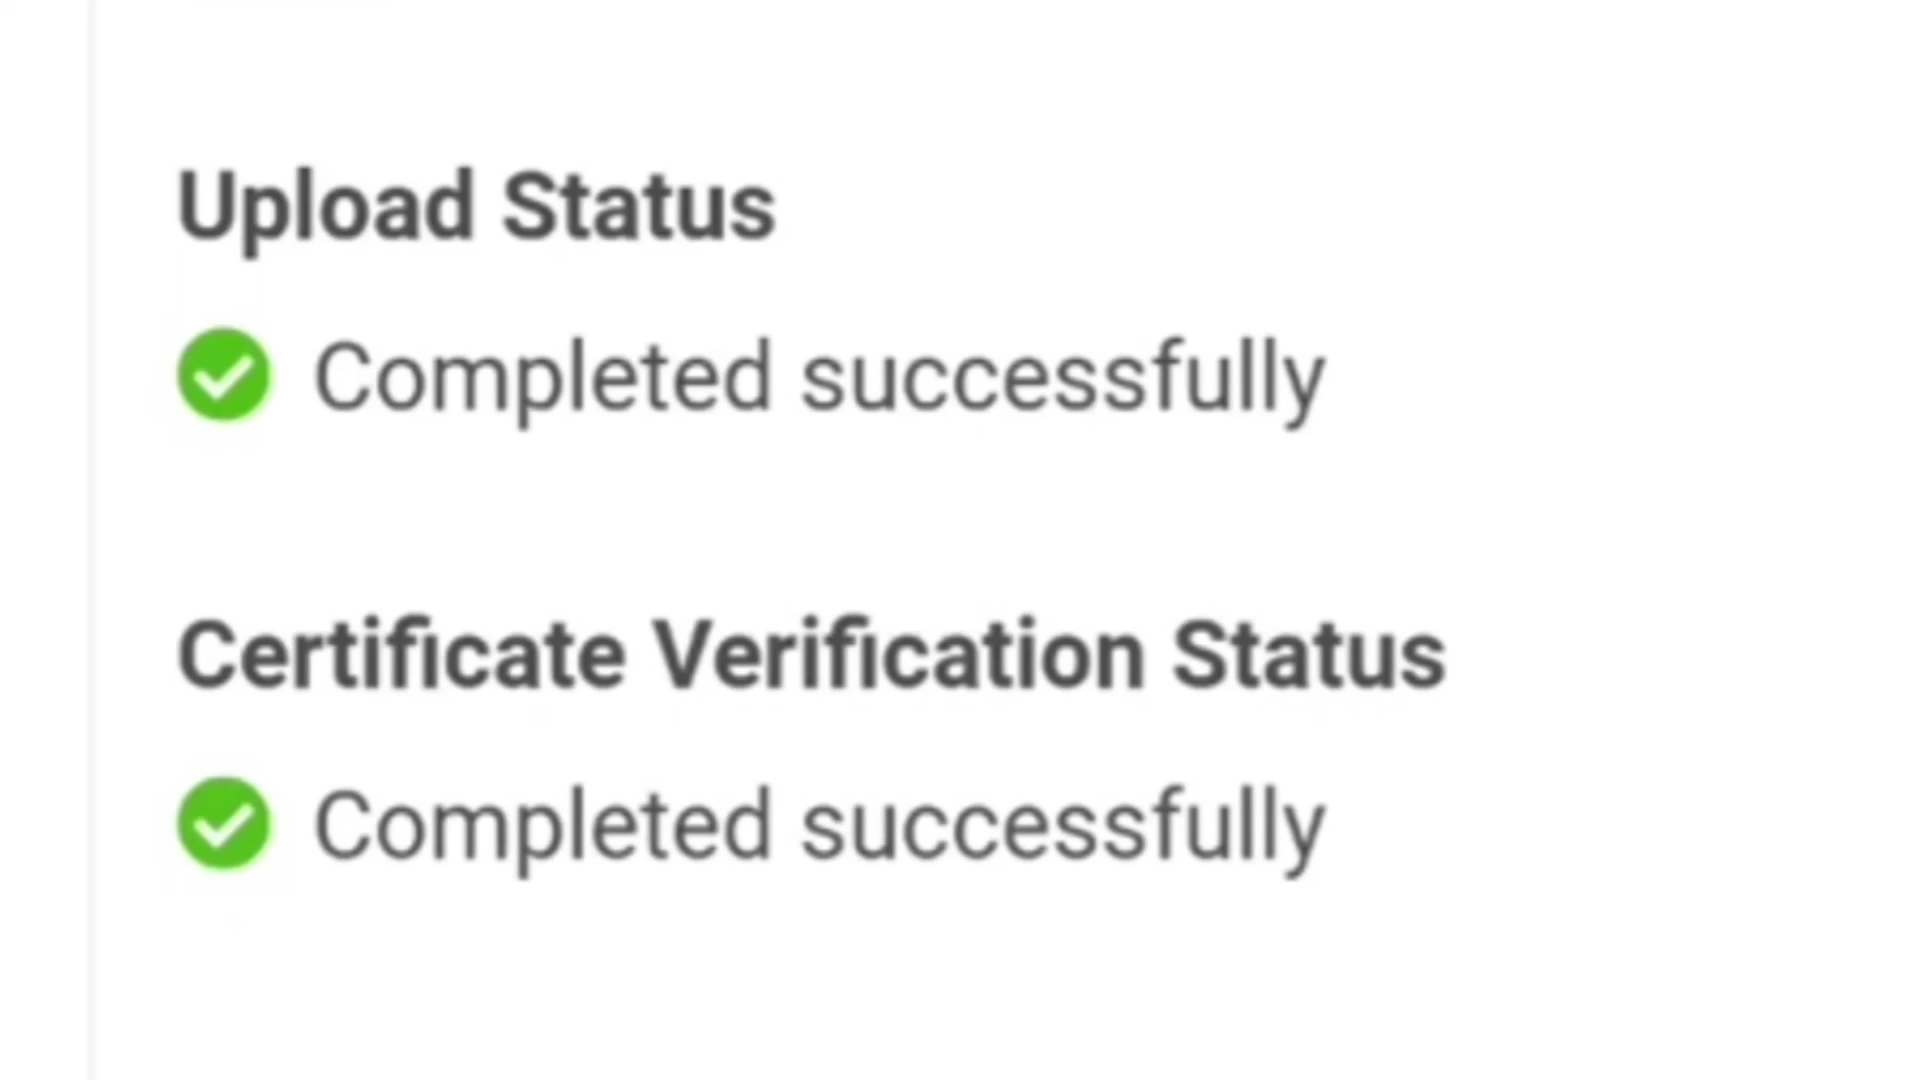 Upload Status
Completed successfully
Certificate Verification Status
Completed successfully